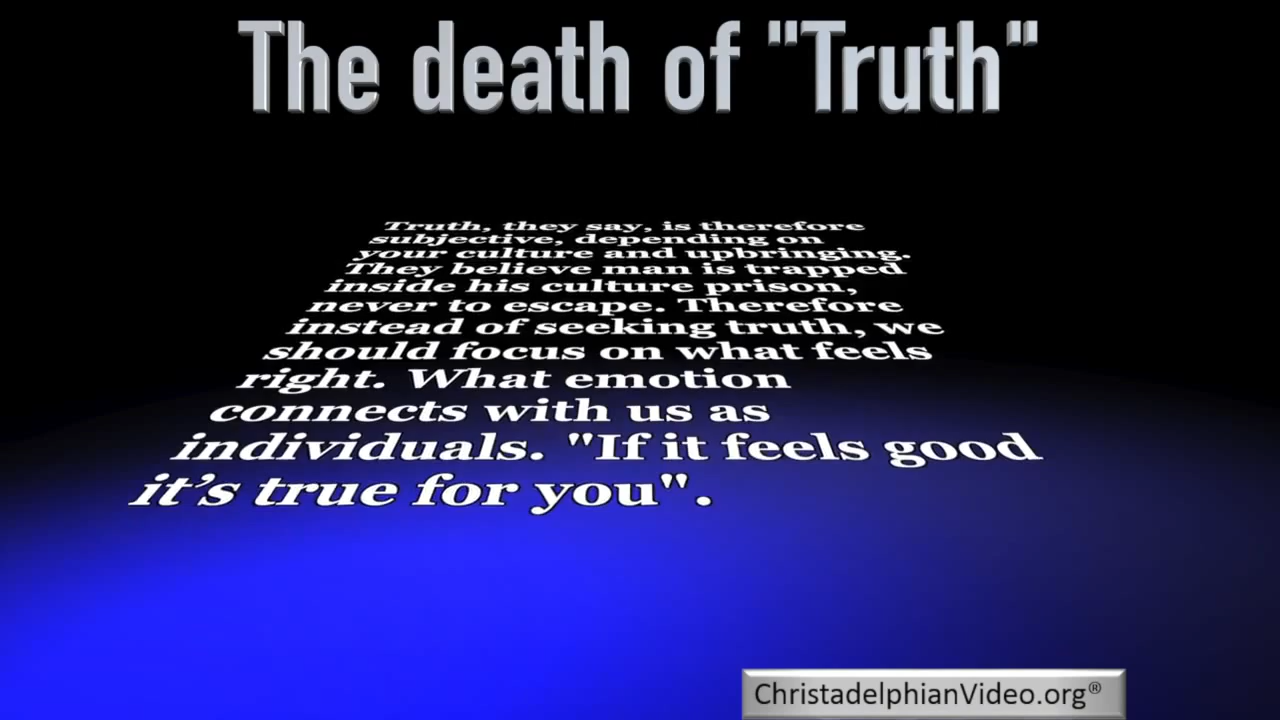 The death of "Truth"
Truth, they say, is therefore
subjective, depending on
your culture and upbringing.
They believe man is trapped
inside his culture prison,
never to escape. Therefore
instead of seeking truth, we
should focus on what feels
right. What emotion
connects with us as
individuals. "If it feels good
it’s true for you".
ChristadelphianVideo.org®